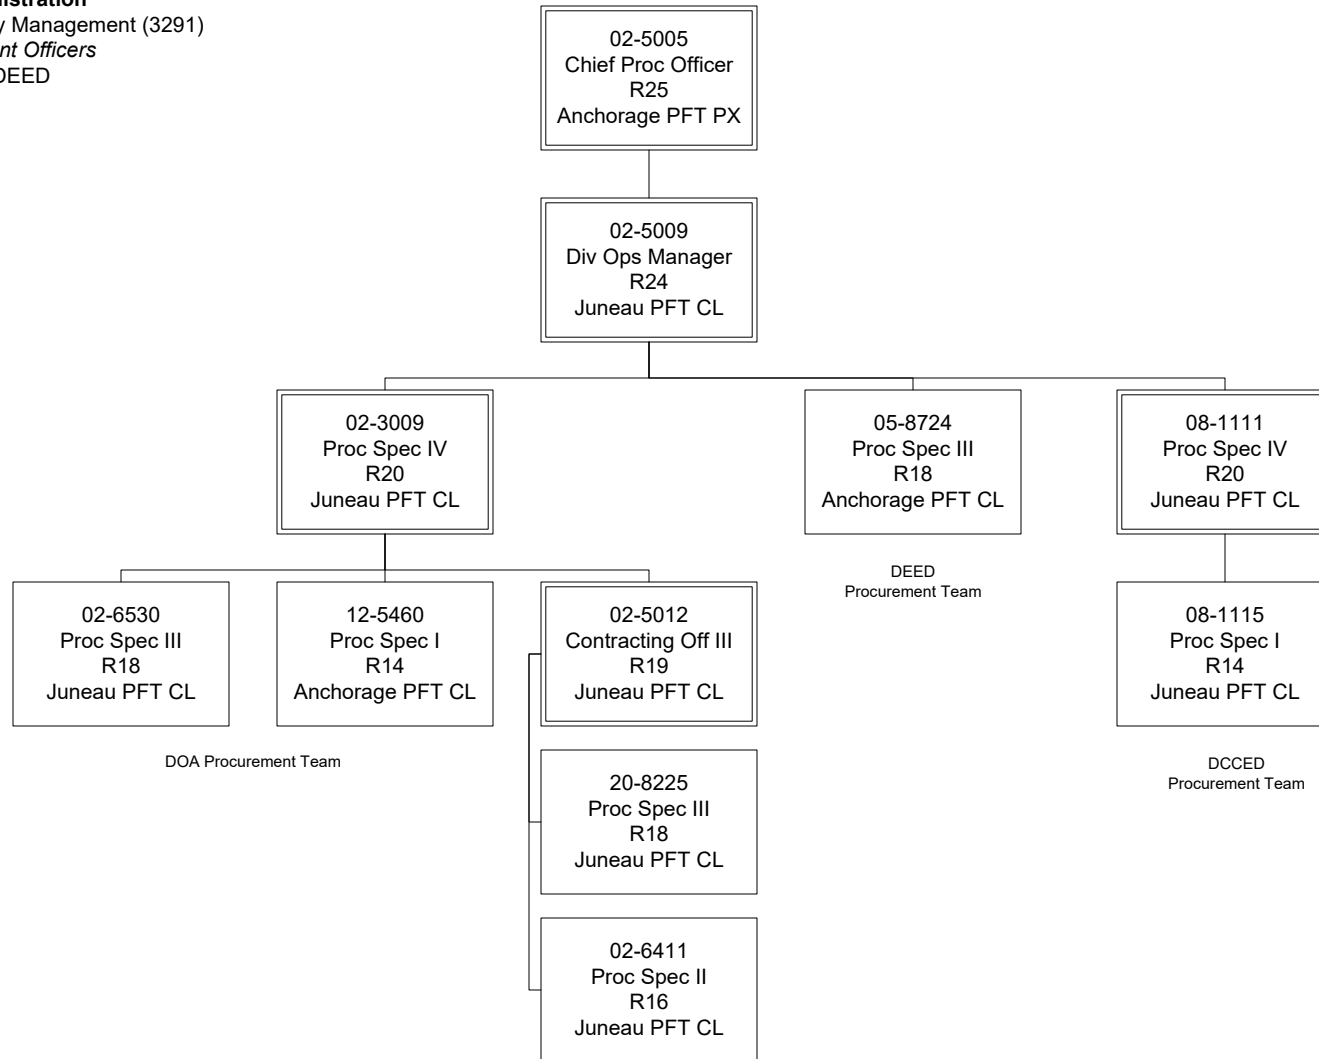 y Management (3291)
nt Officers
DEED
02-5005
Chief Proc Officer
R25
Anchorage PFT PX
02-5009
Div Ops Manager
R24
Juneau PFT CL
02-3009
Proc Spec IV
R20
Juneau PFT CL
05-8724
Proc Spec III
R18
Anchorage PFT CL
DEED
Procurement Team
08-1111
Proc Spec IV
R20
Juneau PFT CL
02-6530
Proc Spec III
R18
Juneau PFT CL
12-5460
Proc Spec I
R14
Anchorage PFT CL
DOA Procurement Team
02-5012
Contracting Off III
R19
Juneau PFT CL
08-1115
Proc Spec I
R14
Juneau PFT CL
DCCED
Procurement Team
20-8225
Proc Spec III
R18
Juneau PFT CL
02-6411
Proc Spec II
R16
Juneau PFT CL